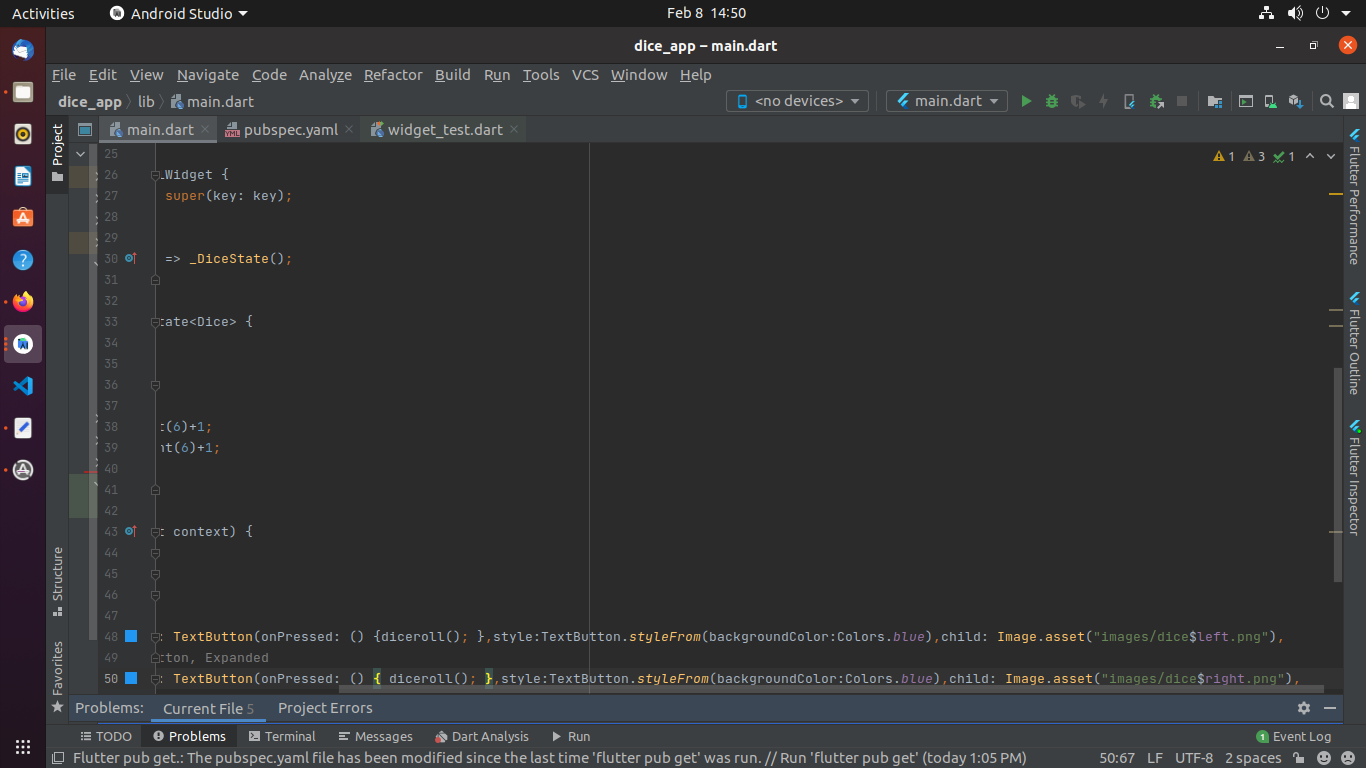 Activities
Android Studio
Feb 8 14:50
dice_app – main.dart
File Edit View Navigate Code Analyze Refactor Build Run Tools VCS Window Help
dice_app lib main.dart
<no devices>
main.dart
Project
main.dart
pubspec.yaml
widget_test.dart
25
26 Widget {
27 super(key: key);
28
29
30 => _DiceState();
31
32
33 tate<Dice> {
34
35
36
37
38 t(6)+1;
39 nt(6)+1;
40
41
42
43 t context) {
44
45
46
47
48 : TextButton(onPressed: () {diceroll(); },style:TextButton.styleFrom(backgroundColor:Colors.blue),child: Image.asset("images/dice$left.png"),
49 tton, Expanded
50 : TextButton(onPressed: () { diceroll(); },style:TextButton.styleFrom(backgroundColor:Colors.blue),child: Image.asset("images/dice$right.png"),
1 3 1
Flutter Performance
Flutter Outline
Flutter Inspector
Structure
Favorites
Problems: Current File 5 Project Errors
TODO Problems Terminal Messages Dart Analysis Run
1 Event Log
Flutter pub get.: The pubspec.yaml file has been modified since the last time 'flutter pub get' was run. // Run 'flutter pub get' (today 1:05 PM)
50:67 LF UTF-8 2 spaces